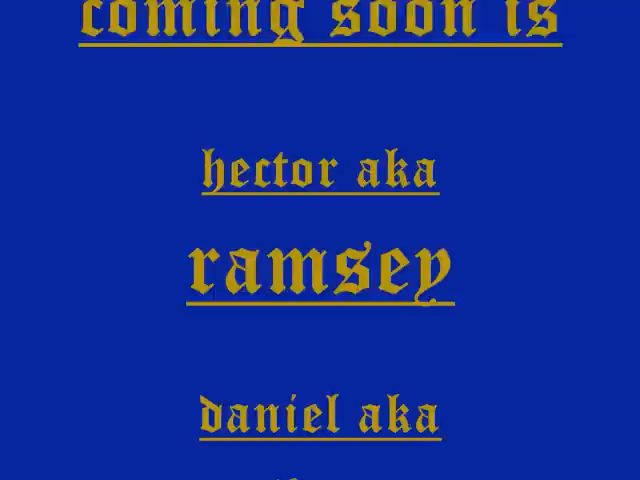 coming soon is
hector aka
ramsey
daniel aka